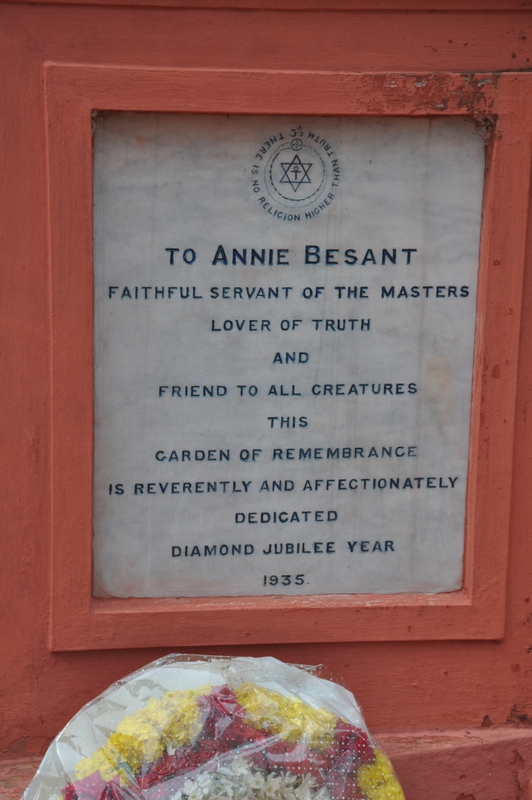 THERE IS NO RELIGION HIGHER THAN TRUTH
TO ANNIE BESANT
FAITHFUL SERVANT OF THE MASTERS
LOVER OF TRUTH
AND
FRIEND TO ALL CREATURES
THIS
GARDEN OF REMEMBRANCE
IS REVERENTLY AND AFFECTIONATELY
DEDICATED
DIAMOND JUBILEE YEAR
1935.